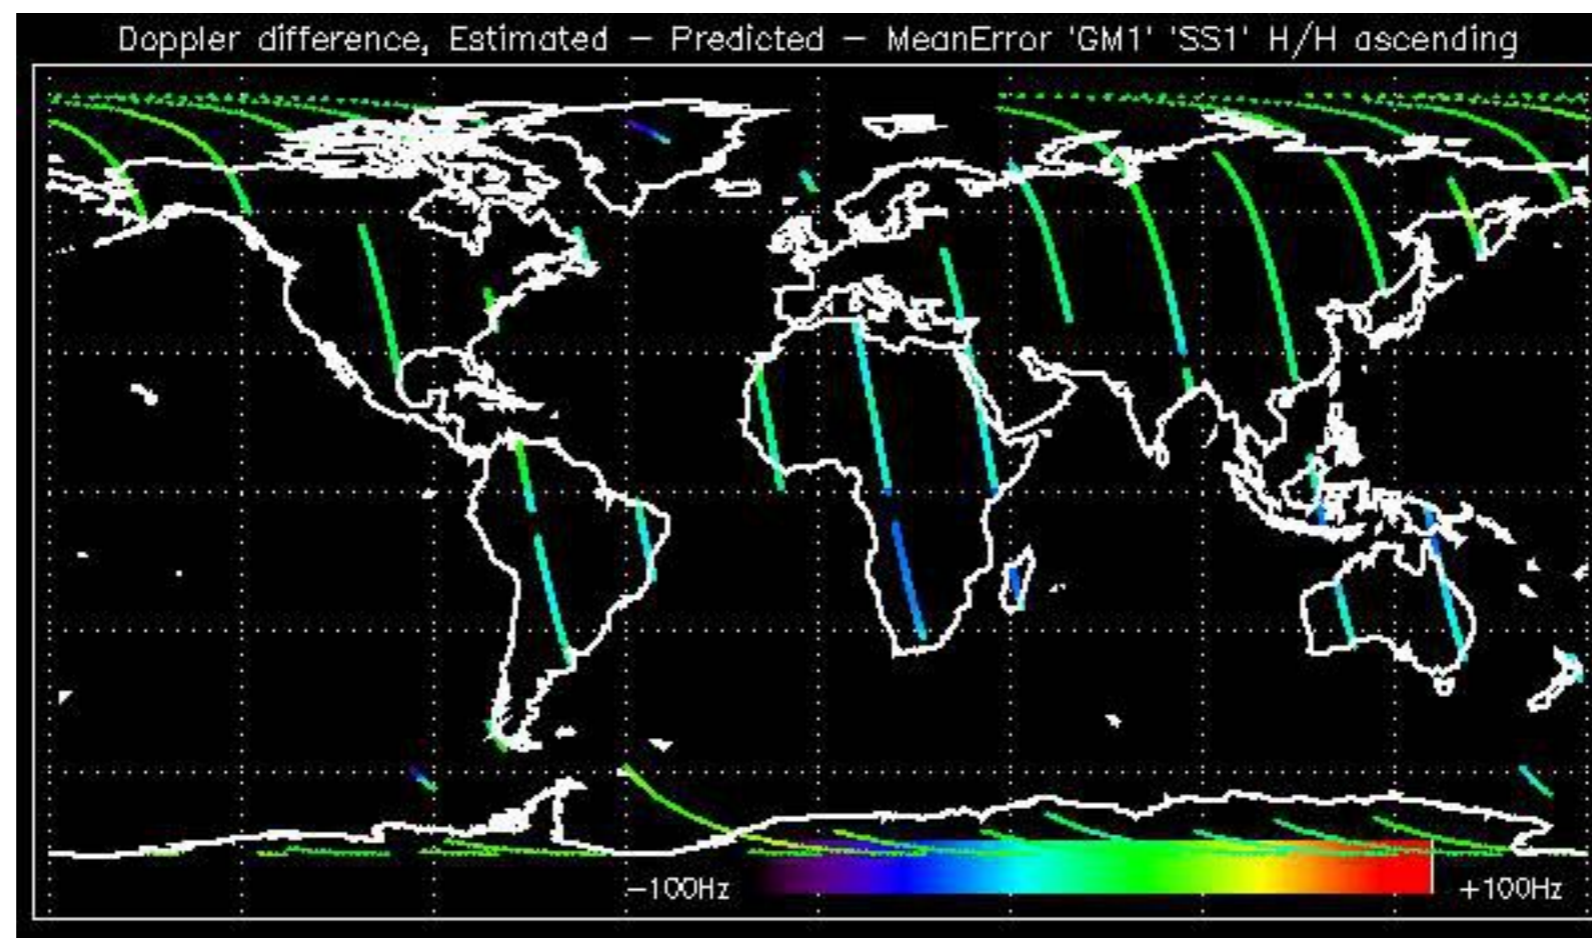 Doppler difference, Estimated - Predicted - MeanError 'GM1' 'SS1' H/H ascending
-100Hz
+100Hz